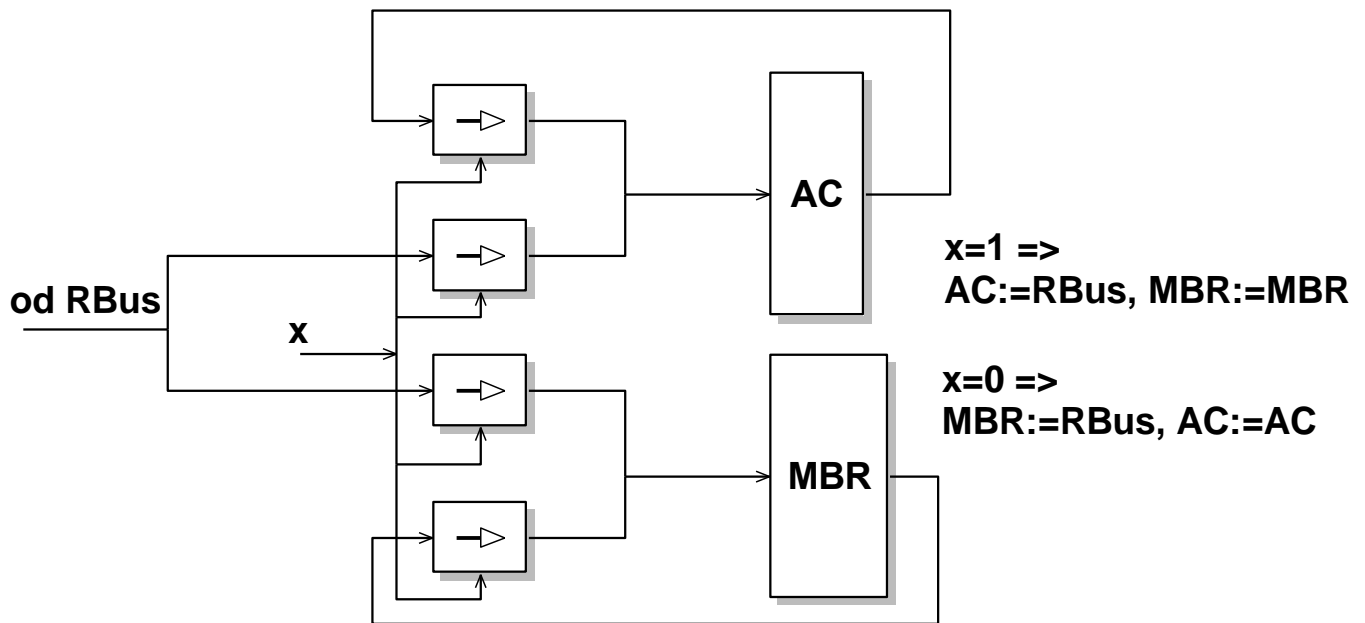 AC
x=1 =>
AC:=RBus, MBR:=MBR
od RBus
x
x=0 =>
MBR:=RBus, AC:=AC
MBR